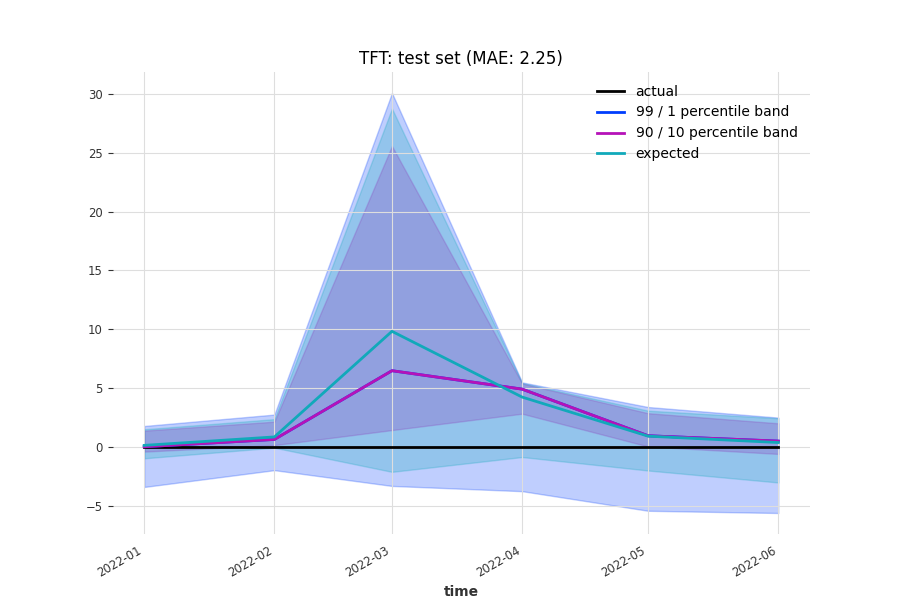 TFT: test set (MAE: 2.25)
actual
99 / 1 percentile band
90 / 10 percentile band
expected
30
25
20
15
10
5
0
−5
2022-01
2022-02
2022-03
2022-04
2022-05
2022-06
time